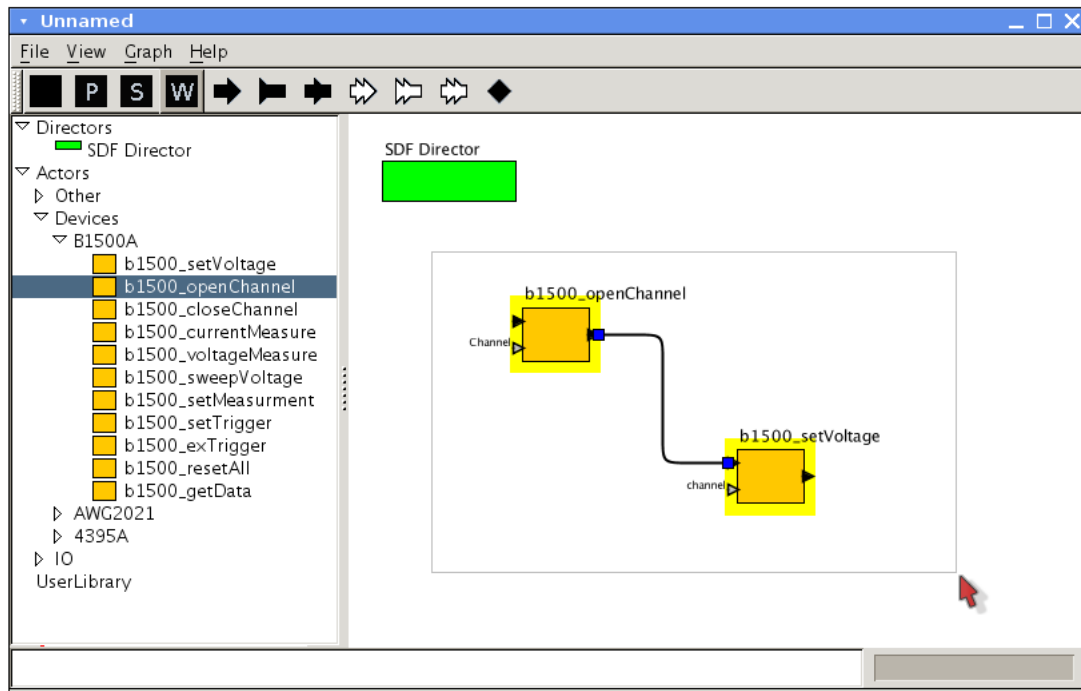 Unnamed
File View Graph Help
P S W
Directors
SDF Director
Actors
Other
Devices
B1500A
b1500_setVoltage
b1500_openChannel
b1500_closeChannel
b1500_currentMeasure
b1500_voltageMeasure
b1500_sweepVoltage
b1500_setMeasurment
b1500_setTrigger
b1500_exTrigger
b1500_resetAll
b1500_getData
AWG2021
4395A
IO
UserLibrary
SDF Director
b1500_openChannel
Channel
b1500_setVoltage
channel